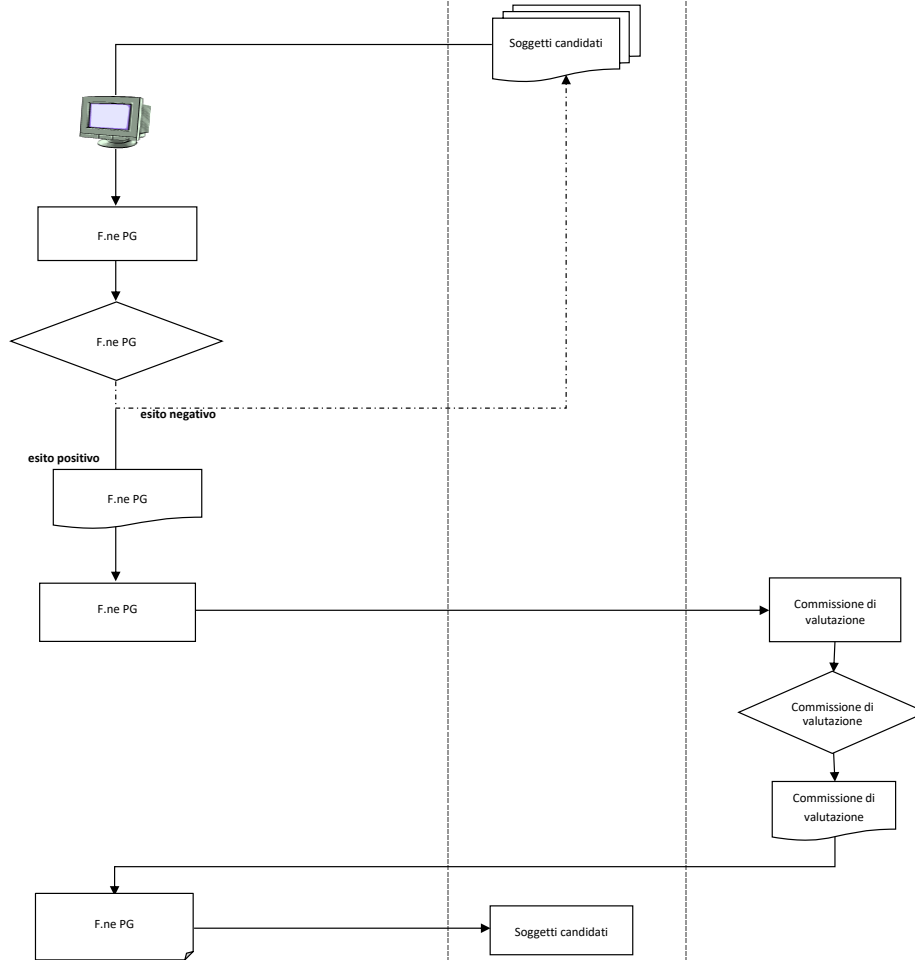 Soggetti candidati
F.ne PG
F.ne PG
esito negativo
esito positivo
F.ne PG
F.ne PG
Commissione di
valutazione
Commissione di
valutazione
Commissione di
valutazione
F.ne PG
Soggetti candidati